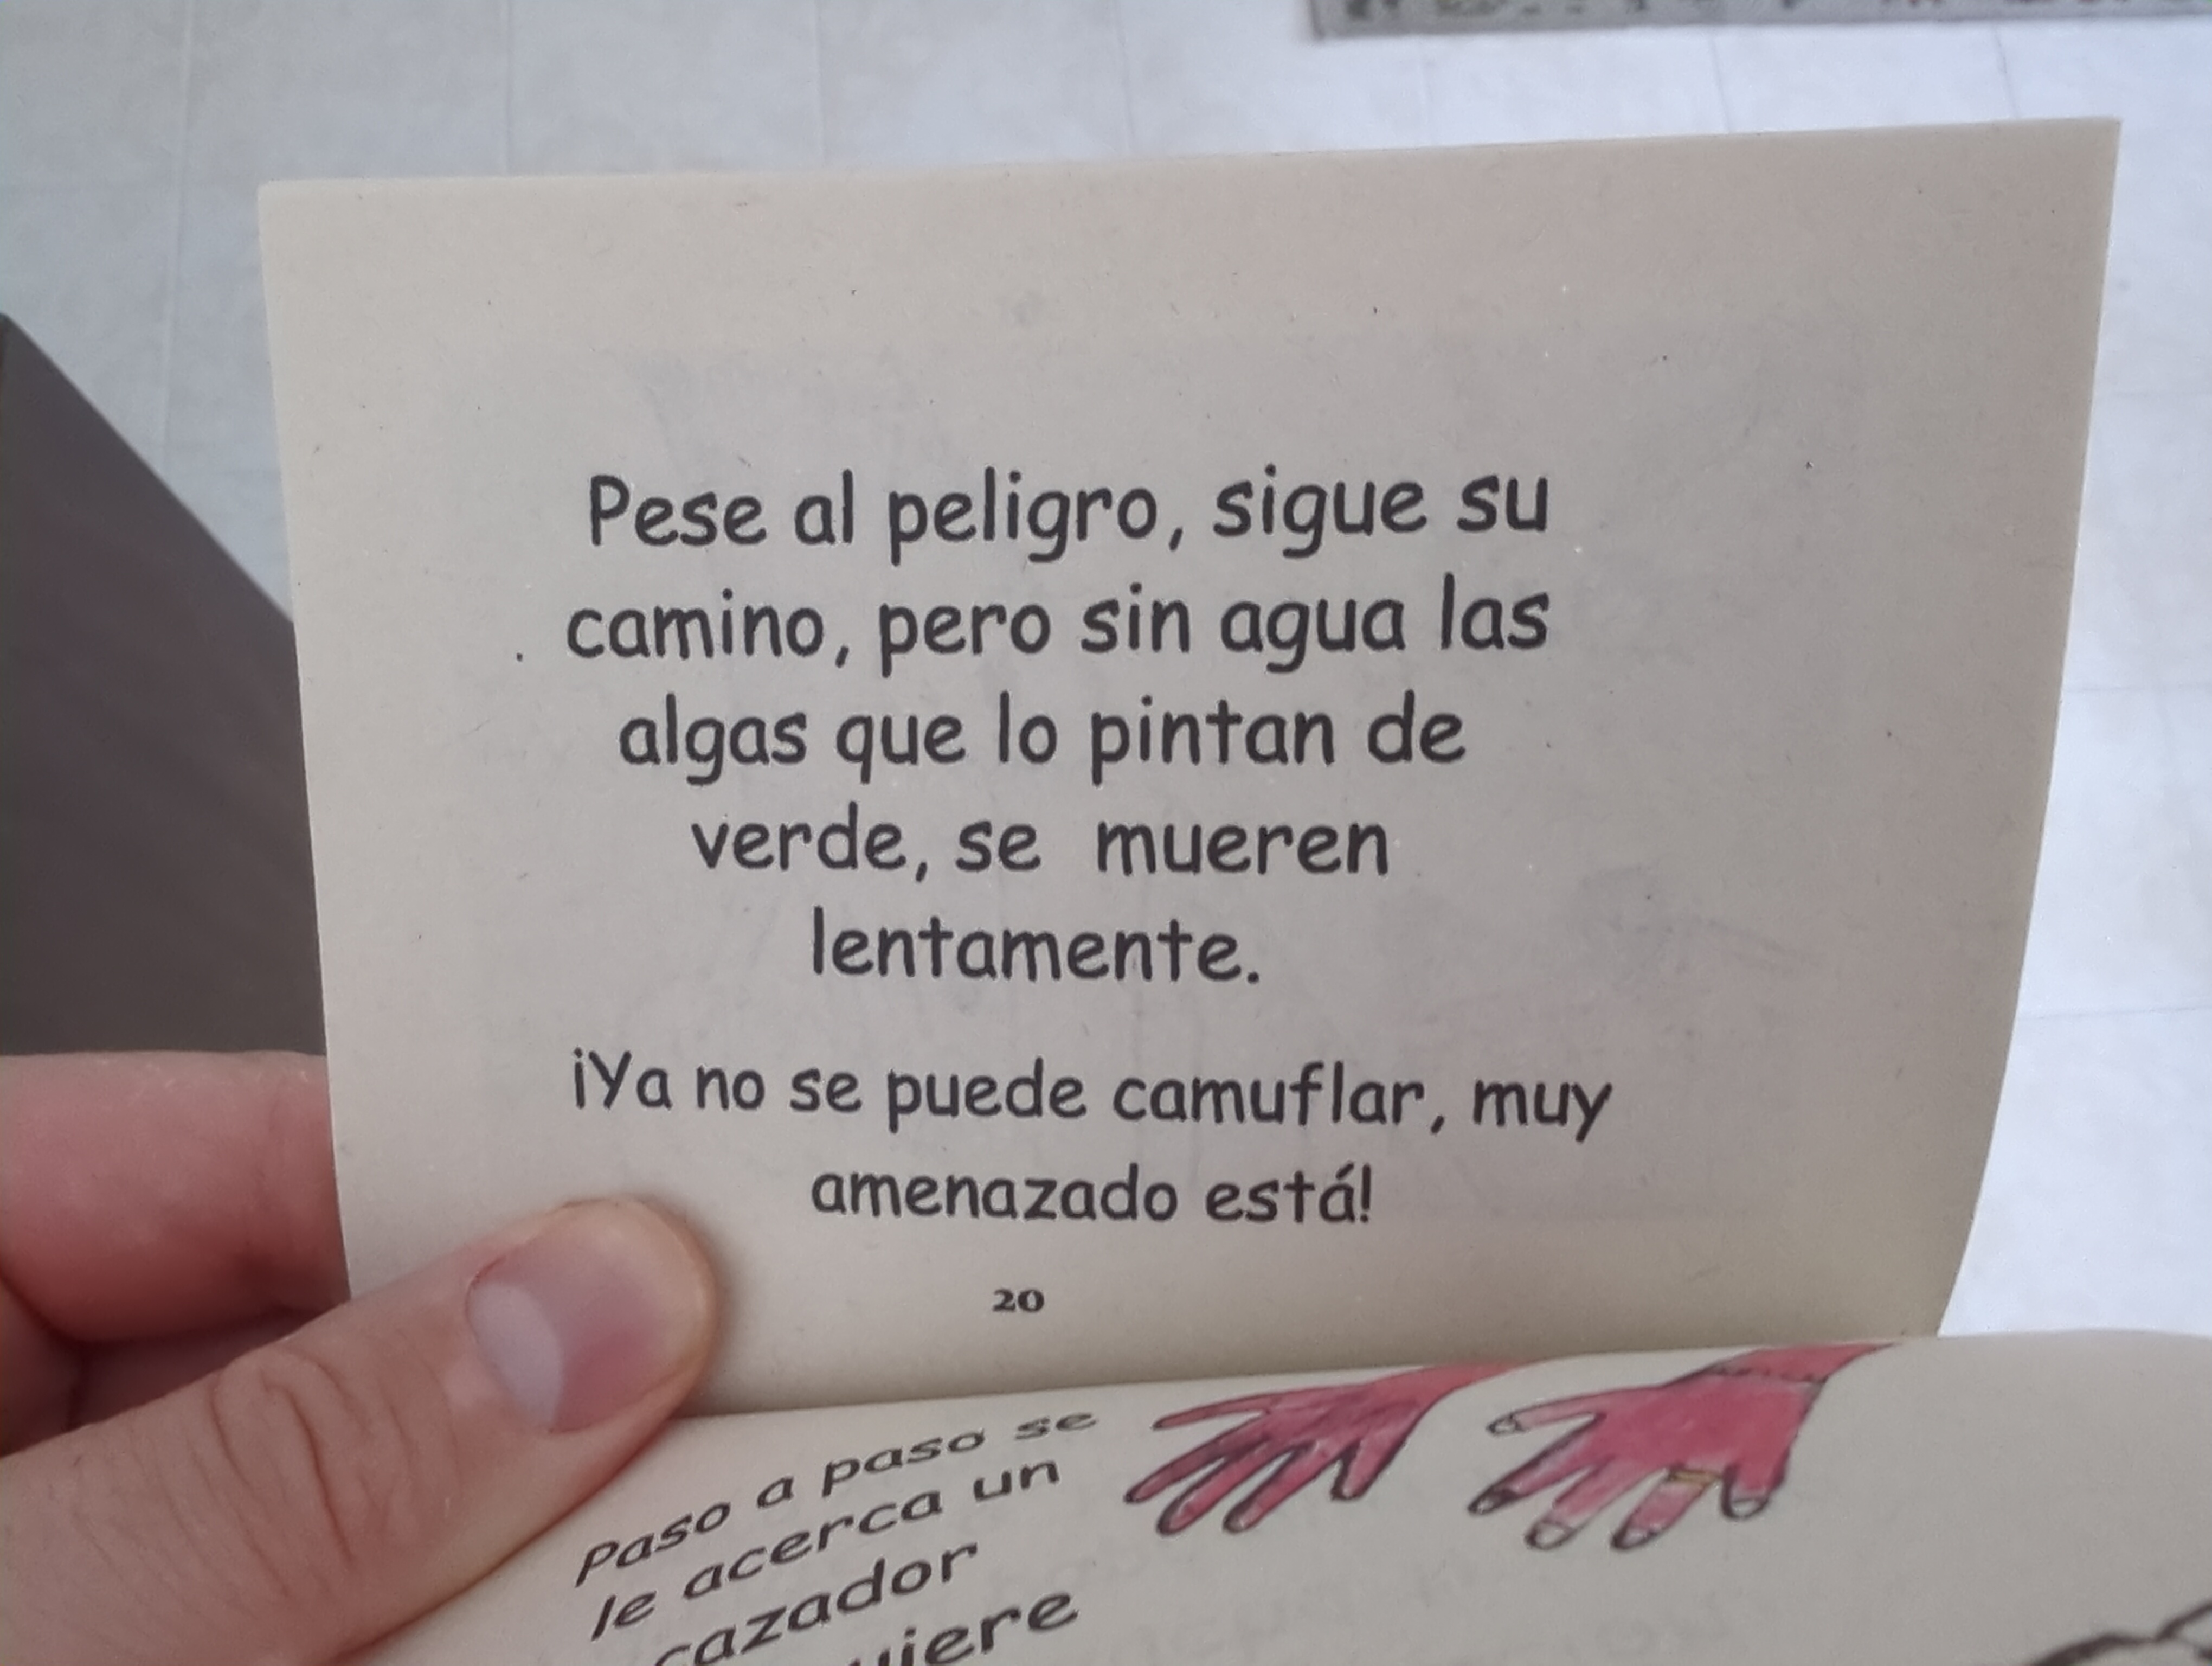 Pese al peligro, sigue su
camino, pero sin agua las
algas que lo pintan de
verde, se mueren
lentamente.
¡Ya no se puede camuflar, muy
amenazado está!
20
Paso a paso se
le acerca un
cazador